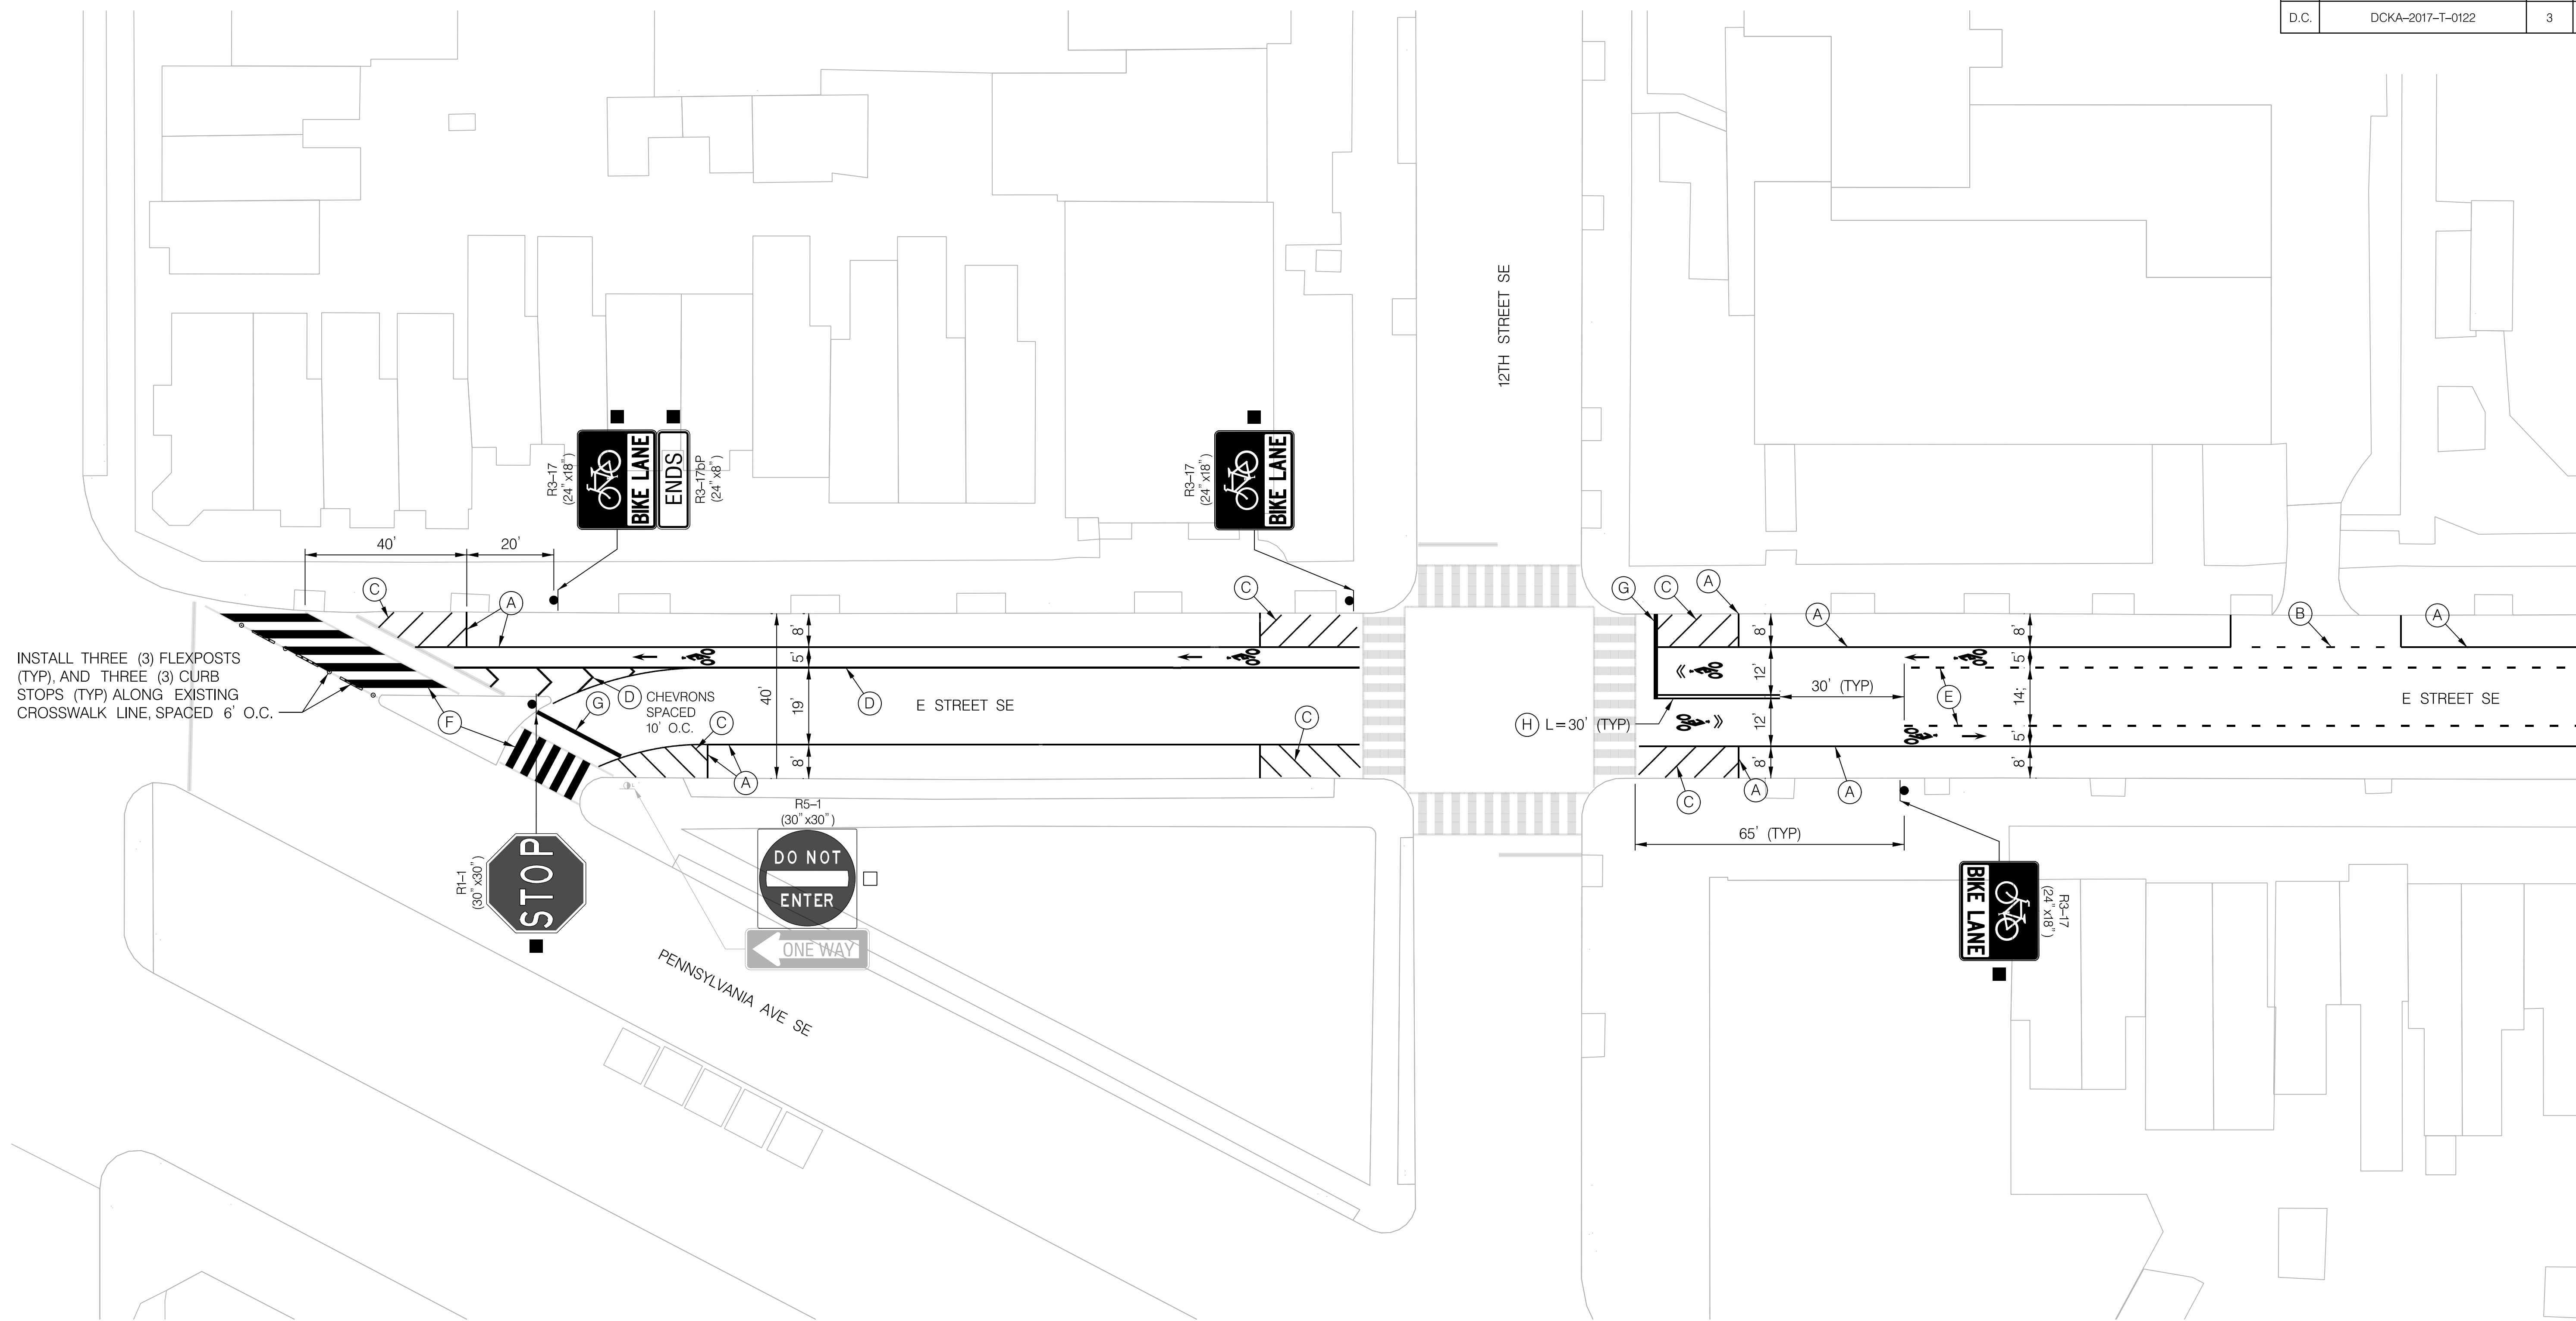 D.C. DCKA-2017-T-0122 3
12TH STREET SE
R3-17
(24"x18")
BIKE LANE
ENDS
R3-17bP
(24"x8")
R3-17
(24"x18")
BIKE LANE
40' 20'
C
A
C
G
C
A
A
B
A
8'
5'
40'
19'
8'
8'
12'
12'
8'
8'
5'
14;
5'
8'
INSTALL THREE (3) FLEXPOSTS
(TYP), AND THREE (3) CURB
STOPS (TYP) ALONG EXISTING
CROSSWALK LINE, SPACED 6' O.C.
F
G
D
CHEVRONS
SPACED
10' O.C.
C
A
D
E STREET SE
C
H L=30' (TYP)
30' (TYP)
E
E STREET SE
C
A
A
65' (TYP)
R1-1
(30"x30")
STOP
R5-1
(30"x30")
DO NOT
ENTER
ONE WAY
PENNSYLVANIA AVE SE
BIKE LANE
R3-17
(24"x18")